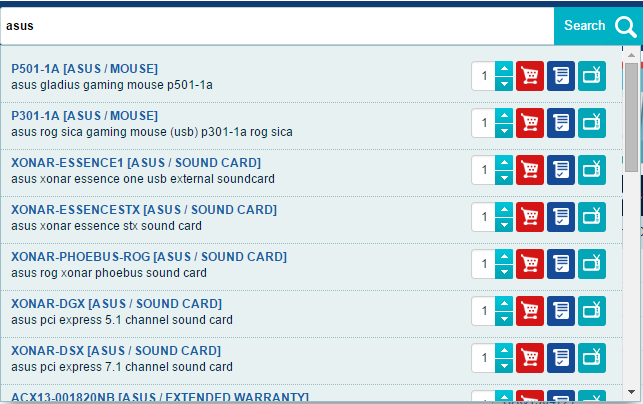 asus
Search
P501-1A [ASUS / MOUSE]
asus gladius gaming mouse p501-1a
1
P301-1A [ASUS / MOUSE]
asus rog sica gaming mouse (usb) p301-1a rog sica
1
XONAR-ESSENCE1 [ASUS / SOUND CARD]
asus xonar essence one usb external soundcard
1
XONAR-ESSENCESTX [ASUS / SOUND CARD]
asus xonar essence stx sound card
1
XONAR-PHOEBUS-ROG [ASUS / SOUND CARD]
asus rog xonar phoebus sound card
1
XONAR-DGX [ASUS / SOUND CARD]
asus pci express 5.1 channel sound card
1
XONAR-DSX [ASUS / SOUND CARD]
asus pci express 7.1 channel sound card
1
ACX13-001820NB [ASUS / EXTENDED WARRANTY]